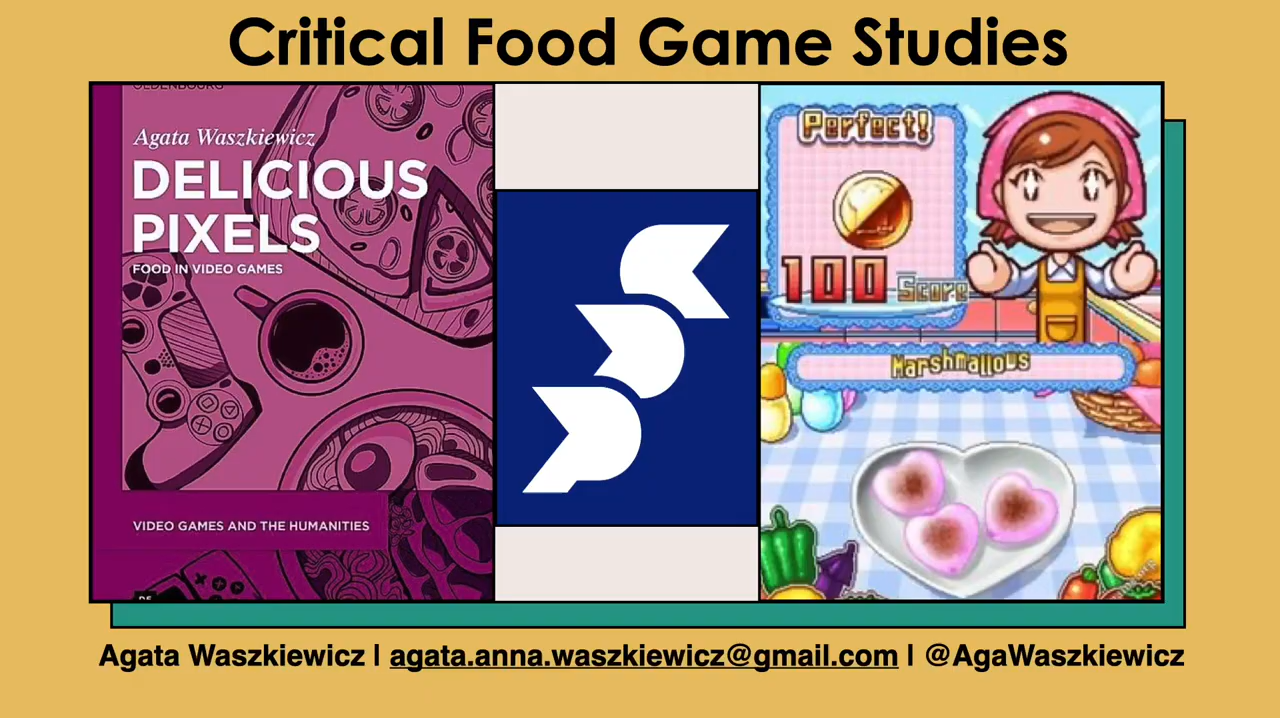 Critical Food Game Studies
OLDENBOURG
Agata Waszkiewicz
DELICIOUS
PIXELS
FOOD IN VIDEO GAMES
VIDEO GAMES AND THE HUMANITIES
Perfect!
100 Score
Marshmallows
Agata Waszkiewicz | agata.anna.waszkiewicz@gmail.com | @AgaWaszkiewicz